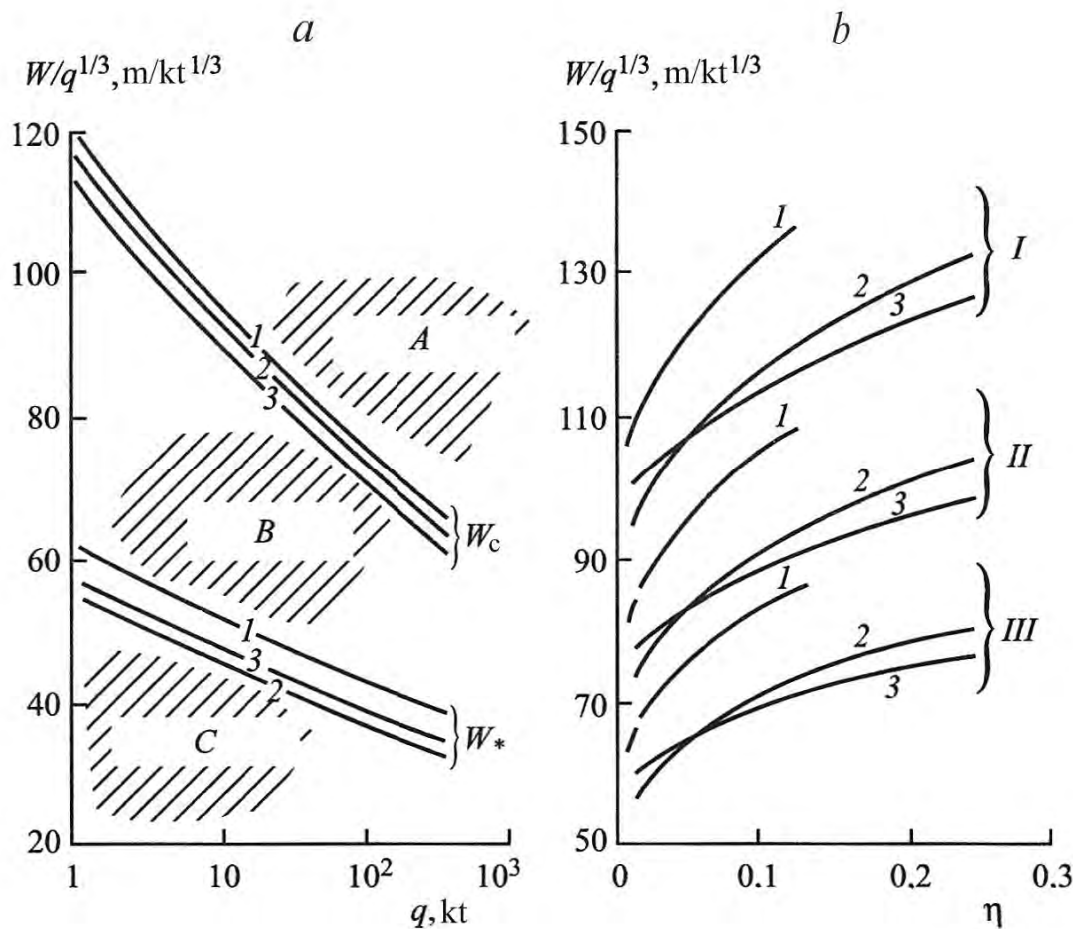 a
W/q^{1/3}, m/kt^{1/3}
120
100
80
60
40
20
1
10
10^2
10^3
q, kt
1
2
3
A
B
W_c
1
3
2
C
W_*
b
W/q^{1/3}, m/kt^{1/3}
150
130
110
90
70
50
0
0.1
0.2
0.3
η
1
2
3
I
1
2
3
II
1
2
3
III